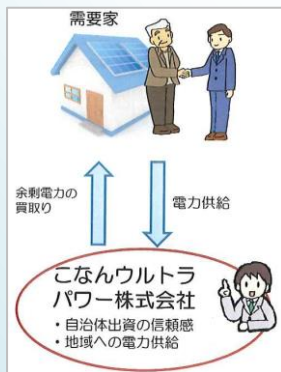 需要家
余剰電力の
買取り
電力供給
こなんウルトラ
パワー株式会社
・自治体出資の信頼感
・地域への電力供給